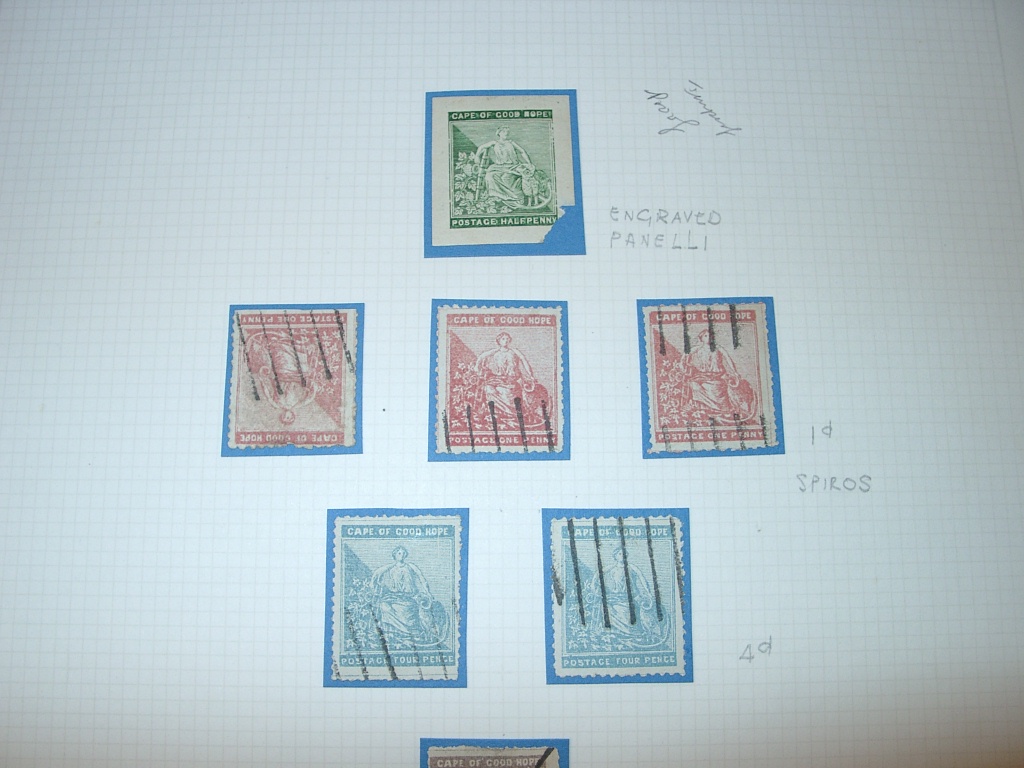 CAPE OF GOOD HOPE
POSTAGE HALFPENNY
Imperf
Proof
ENGRAVED
PANELLI
POSTAGE ONE PENNY
CAPE OF GOOD HOPE
CAPE OF GOOD HOPE
POSTAGE ONE PENNY
CAPE OF GOOD HOPE
POSTAGE ONE PENNY
1d
SPIROS
CAPE OF GOOD HOPE
POSTAGE FOUR PENCE
CAPE OF GOOD HOPE
POSTAGE FOUR PENCE
4d
CAPE OF GOOD HOPE